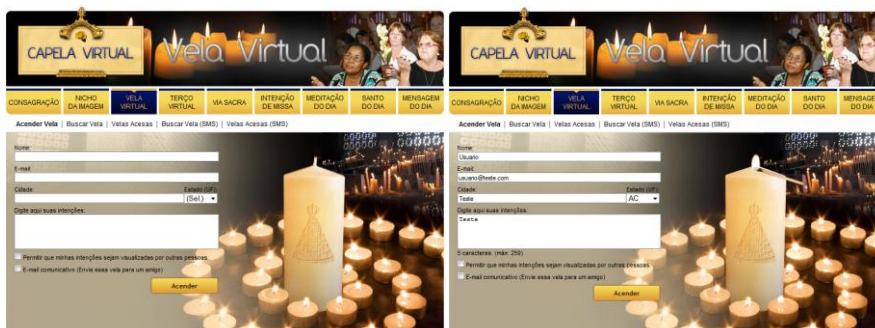 CAPELA VIRTUAL
Vela Virtual
CONSAGRAÇÃO
NICHO
DA IMAGEM
VELA
VIRTUAL
TERÇO
VIRTUAL
VIA SACRA
INTENÇÃO
DE MISSA
MEDITAÇÃO
DO DIA
SANTO
DO DIA
MENSAGEM
DO DIA
Acender Vela | Buscar Vela | Velas Acesas | Buscar Vela (SMS) | Velas Acesas (SMS)
Nome:
E-mail:
Cidade: Estado (UF):
(Sel.)
Digite aqui suas intenções:
Permitir que minhas intenções sejam visualizadas por outras pessoas.
E-mail comunicativo (Envie essa vela para um amigo)
Acender
CAPELA VIRTUAL
Vela Virtual
CONSAGRAÇÃO
NICHO
DA IMAGEM
VELA
VIRTUAL
TERÇO
VIRTUAL
VIA SACRA
INTENÇÃO
DE MISSA
MEDITAÇÃO
DO DIA
SANTO
DO DIA
MENSAGE
DO DIA
Acender Vela | Buscar Vela | Velas Acesas | Buscar Vela (SMS) | Velas Acesas (SMS)
Nome:
Usuario
E-mail:
usuario@teste.com
Cidade: Estado (UF):
Teste AC
Digite aqui suas intenções:
Teste
5 caracteres. (máx: 250)
Permitir que minhas intenções sejam visualizadas por outras pessoas.
E-mail comunicativo (Envie essa vela para um amigo)
Acender